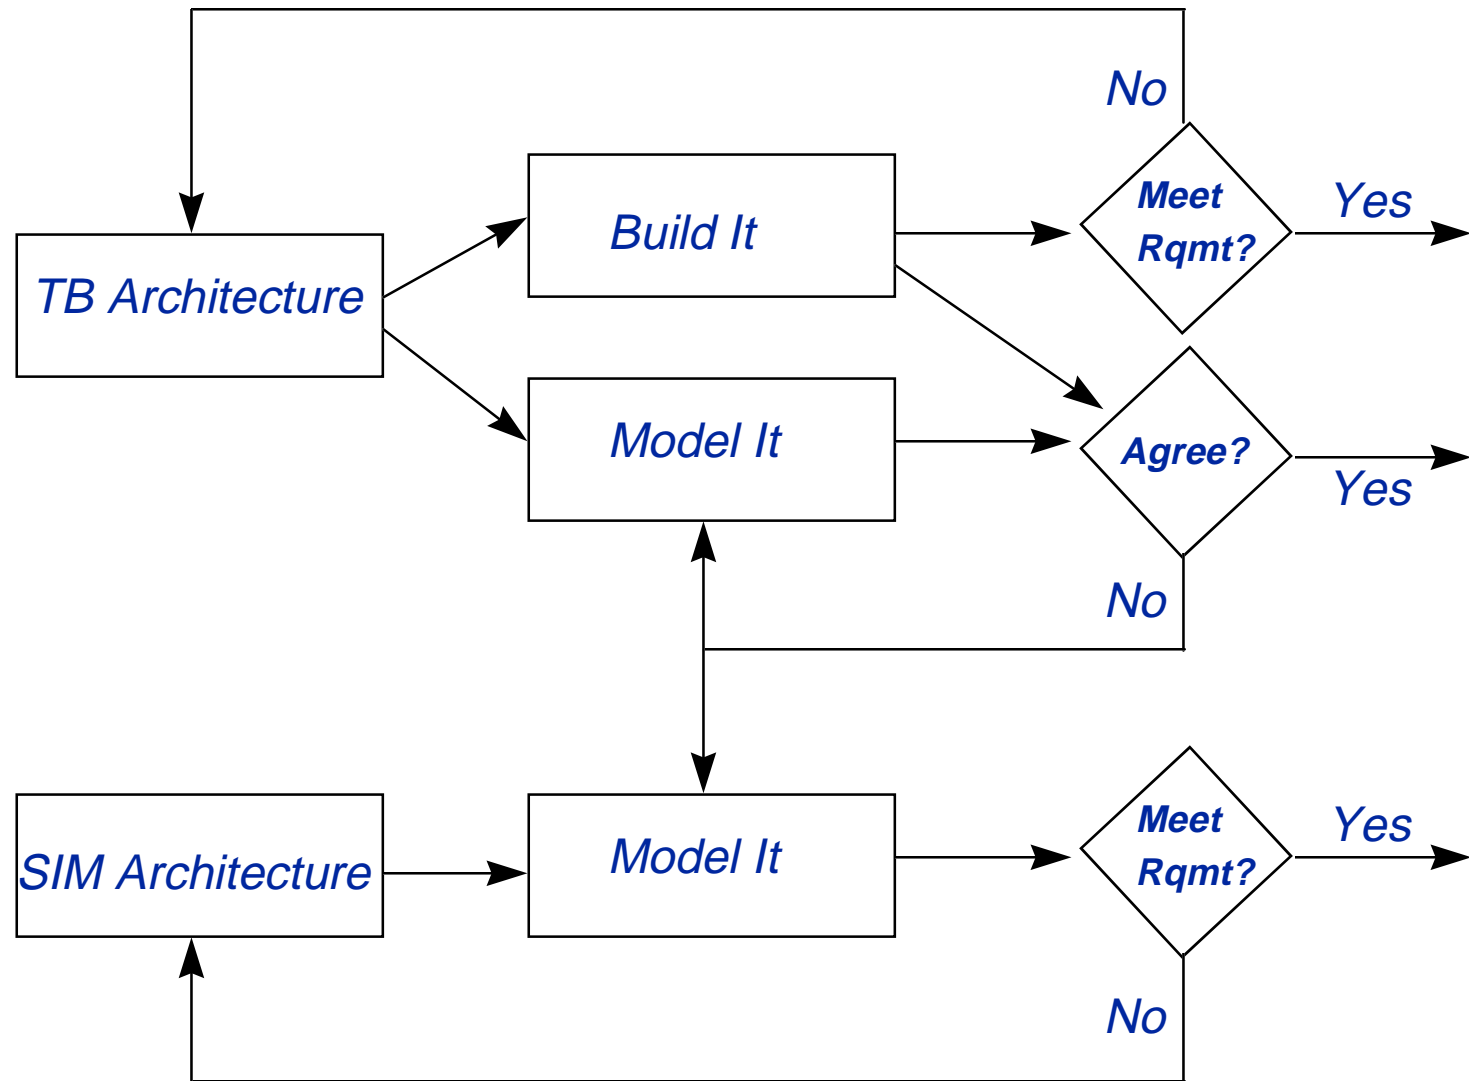 No
Meet
Rqmt?
Yes
Build It
TB Architecture
Model It
Agree?
Yes
No
SIM Architecture
Model It
Meet
Rqmt?
Yes
No